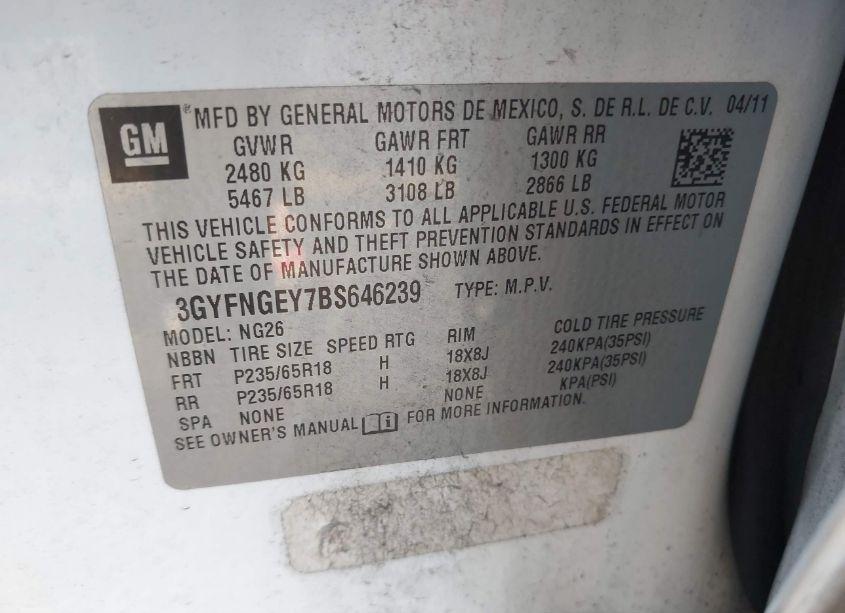 GM
® MFD BY GENERAL MOTORS DE MEXICO, S. DE R.L. DE C.V. 04/11
GVWR GAWR FRT GAWR RR
2480 KG 1410 KG 1300 KG
5467 LB 3108 LB 2866 LB
THIS VEHICLE CONFORMS TO ALL APPLICABLE U.S. FEDERAL MOTOR
VEHICLE SAFETY AND THEFT PREVENTION STANDARDS IN EFFECT ON
THE DATE OF MANUFACTURE SHOWN ABOVE.
3GYFNGEY7BS646239 TYPE: M.P.V.
MODEL: NG26
NBBN TIRE SIZE SPEED RTG RIM COLD TIRE PRESSURE
FRT P235/65R18 H 18X8J 240KPA(35PSI)
RR P235/65R18 H 18X8J 240KPA(35PSI)
SPA NONE NONE KPA(PSI)
SEE OWNER'S MANUAL FOR MORE INFORMATION.